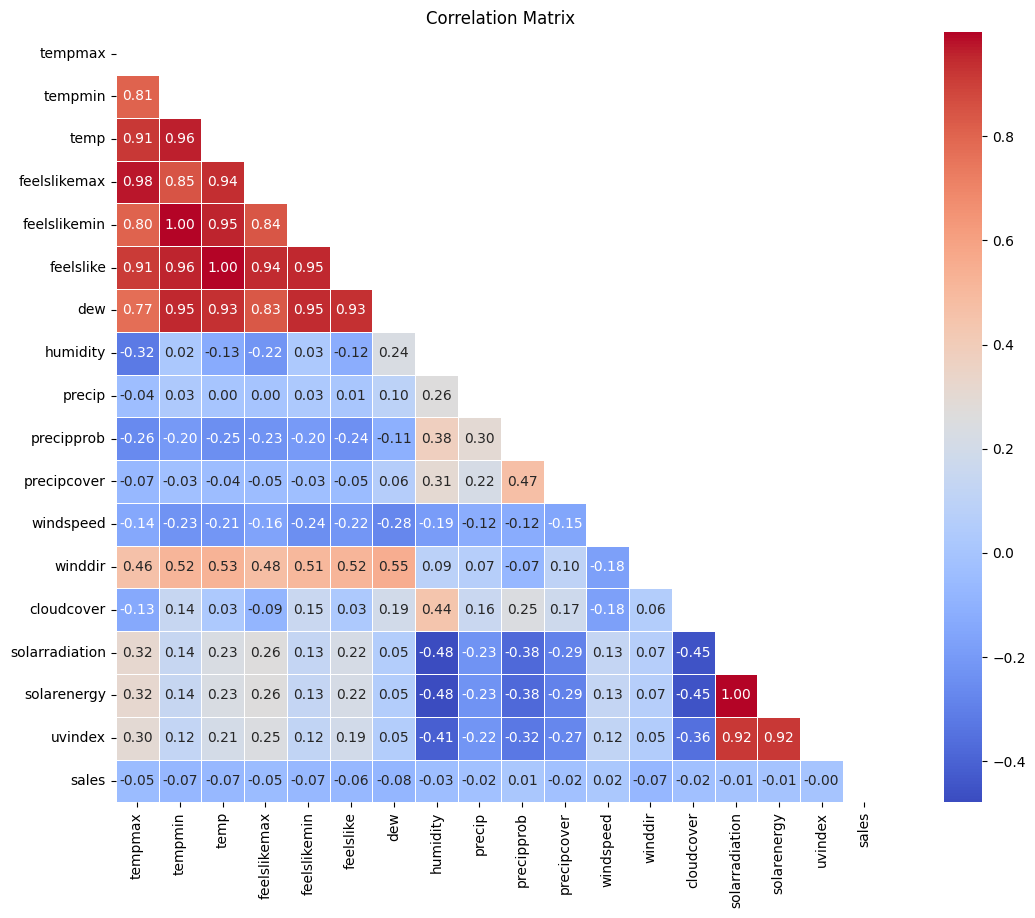 Correlation Matrix
tempmax
tempmin 0.81
temp 0.91 0.96
feelslikemax 0.98 0.85 0.94
feelslikemin 0.80 1.00 0.95 0.84
feelslike 0.91 0.96 1.00 0.94 0.95
dew 0.77 0.95 0.93 0.83 0.95 0.93
humidity -0.32 0.02 -0.13 -0.22 0.03 -0.12 0.24
precip -0.04 0.03 0.00 0.00 0.03 0.01 0.10 0.26
precipprob -0.26 -0.20 -0.25 -0.23 -0.20 -0.24 -0.11 0.38 0.30
precipcover -0.07 -0.03 -0.04 -0.05 -0.03 -0.05 0.06 0.31 0.22 0.47
windspeed -0.14 -0.23 -0.21 -0.16 -0.24 -0.22 -0.28 -0.19 -0.12 -0.12 -0.15
winddir 0.46 0.52 0.53 0.48 0.51 0.52 0.55 0.09 0.07 -0.07 0.10 -0.18
cloudcover -0.13 0.14 0.03 -0.09 0.15 0.03 0.19 0.44 0.16 0.25 0.17 -0.18 0.06
solarradiation 0.32 0.14 0.23 0.26 0.13 0.22 0.05 -0.48 -0.23 -0.38 -0.29 0.13 0.07 -0.45
solarenergy 0.32 0.14 0.23 0.26 0.13 0.22 0.05 -0.48 -0.23 -0.38 -0.29 0.13 0.07 -0.45 1.00
uvindex 0.30 0.12 0.21 0.25 0.12 0.19 0.05 -0.41 -0.22 -0.32 -0.27 0.12 0.05 -0.36 0.92 0.92
sales -0.05 -0.07 -0.07 -0.05 -0.07 -0.06 -0.08 -0.03 -0.02 0.01 -0.02 0.02 -0.07 -0.02 -0.01 -0.01 -0.00
tempmax
tempmin
temp
feelslikemax
feelslikemin
feelslike
dew
humidity
precip
precipprob
precipcover
windspeed
winddir
cloudcover
solarradiation
solarenergy
uvindex
sales
0.8
0.6
0.4
0.2
0.0
−0.2
−0.4